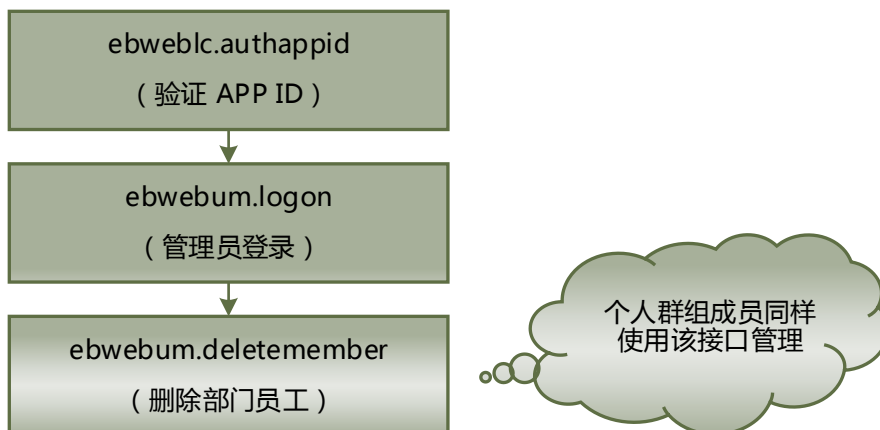 ebweblc.authappid
（验证 APP ID）
ebwebum.logon
（管理员登录）
ebwebum.deletemember
（删除部门员工）
个人群组成员同样
使用该接口管理